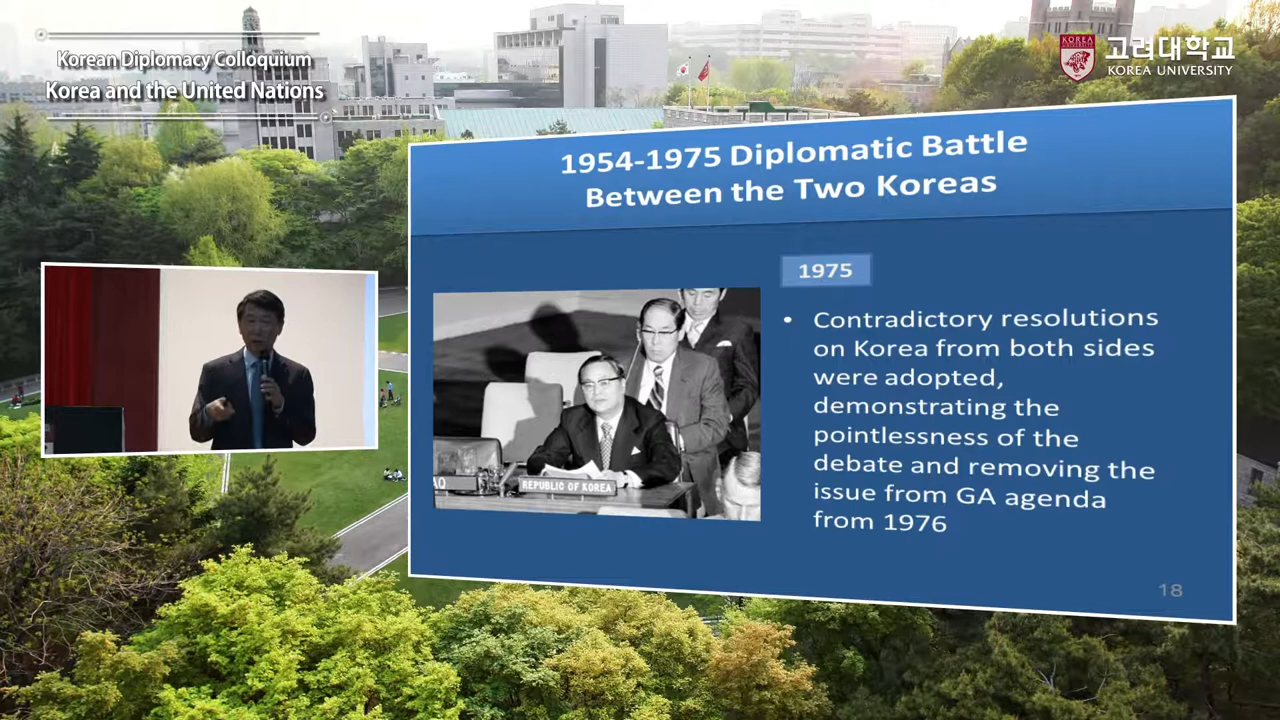 Korean Diplomacy Colloquium
Korea and the United Nations
KOREA
고려대학교
KOREA UNIVERSITY
1954-1975 Diplomatic Battle
Between the Two Koreas
1975
• Contradictory resolutions
on Korea from both sides
were adopted,
demonstrating the
pointlessness of the
debate and removing the
issue from GA agenda
from 1976
AQ
REPUBLIC OF KOREA
18